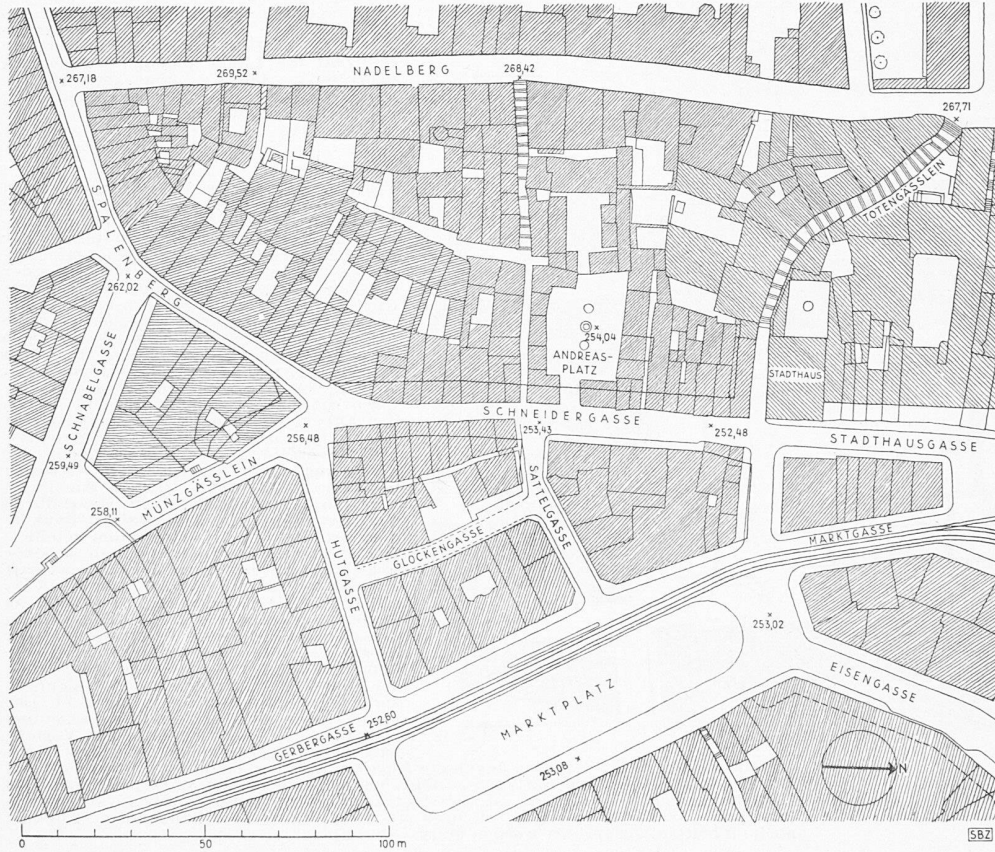 267,18
269,52
NADELBERG
268,42
267,71
SPALENBERG
TOTENGÄSSLEIN
262,02
254,04
ANDREAS-
PLATZ
STADTHAUS
SCHNABELGASSE
SCHNEIDERGASSE
256,48
253,43
252,48
STADTHAUSGASSE
259,49
MÜNZGÄSSLEIN
258,11
SATTELGASSE
HUTGASSE
GLOCKENGASSE
MARKTGASSE
253,02
EISENGASSE
MARKTPLATZ
GERBERGASSE
252,60
253,08
N
0 50 100 m
SBZ